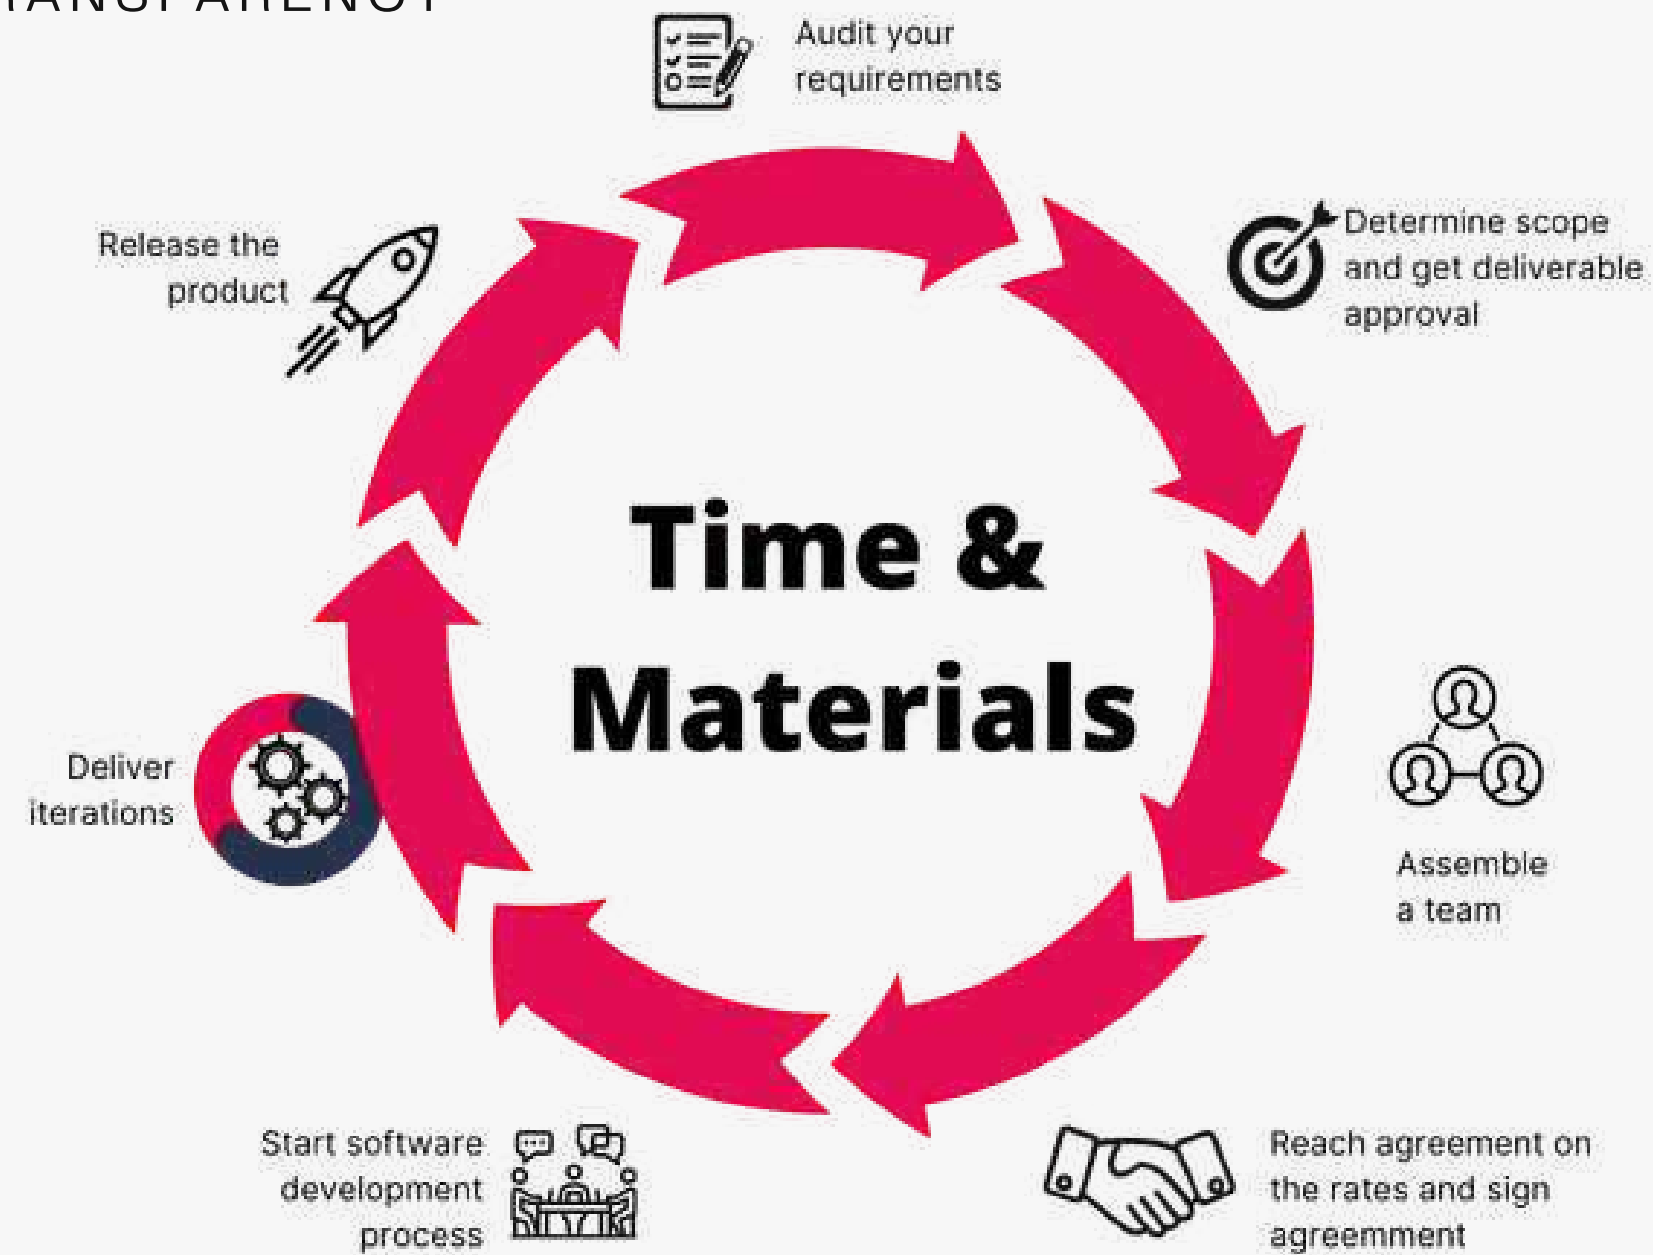 Audit your
requirements
Determine scope
and get deliverable
approval
Assemble
a team
Reach agreement on
the rates and sign
agreemment
Start software
development
process
Deliver
iterations
Release the
product
Time &
Materials